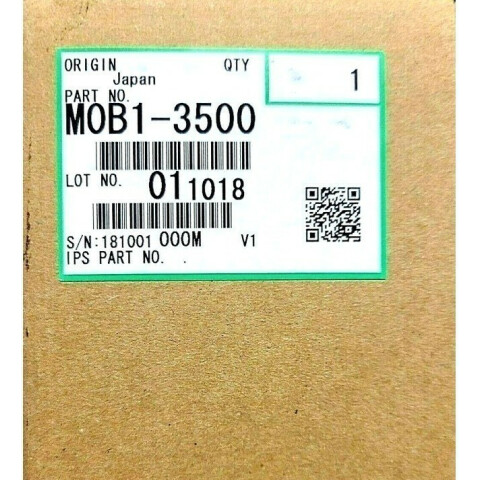 ORIGIN QTY
Japan 1
PART NO.
M0B1-3500
LOT NO. 011018
S/N:181001 000M V1
IPS PART NO. .